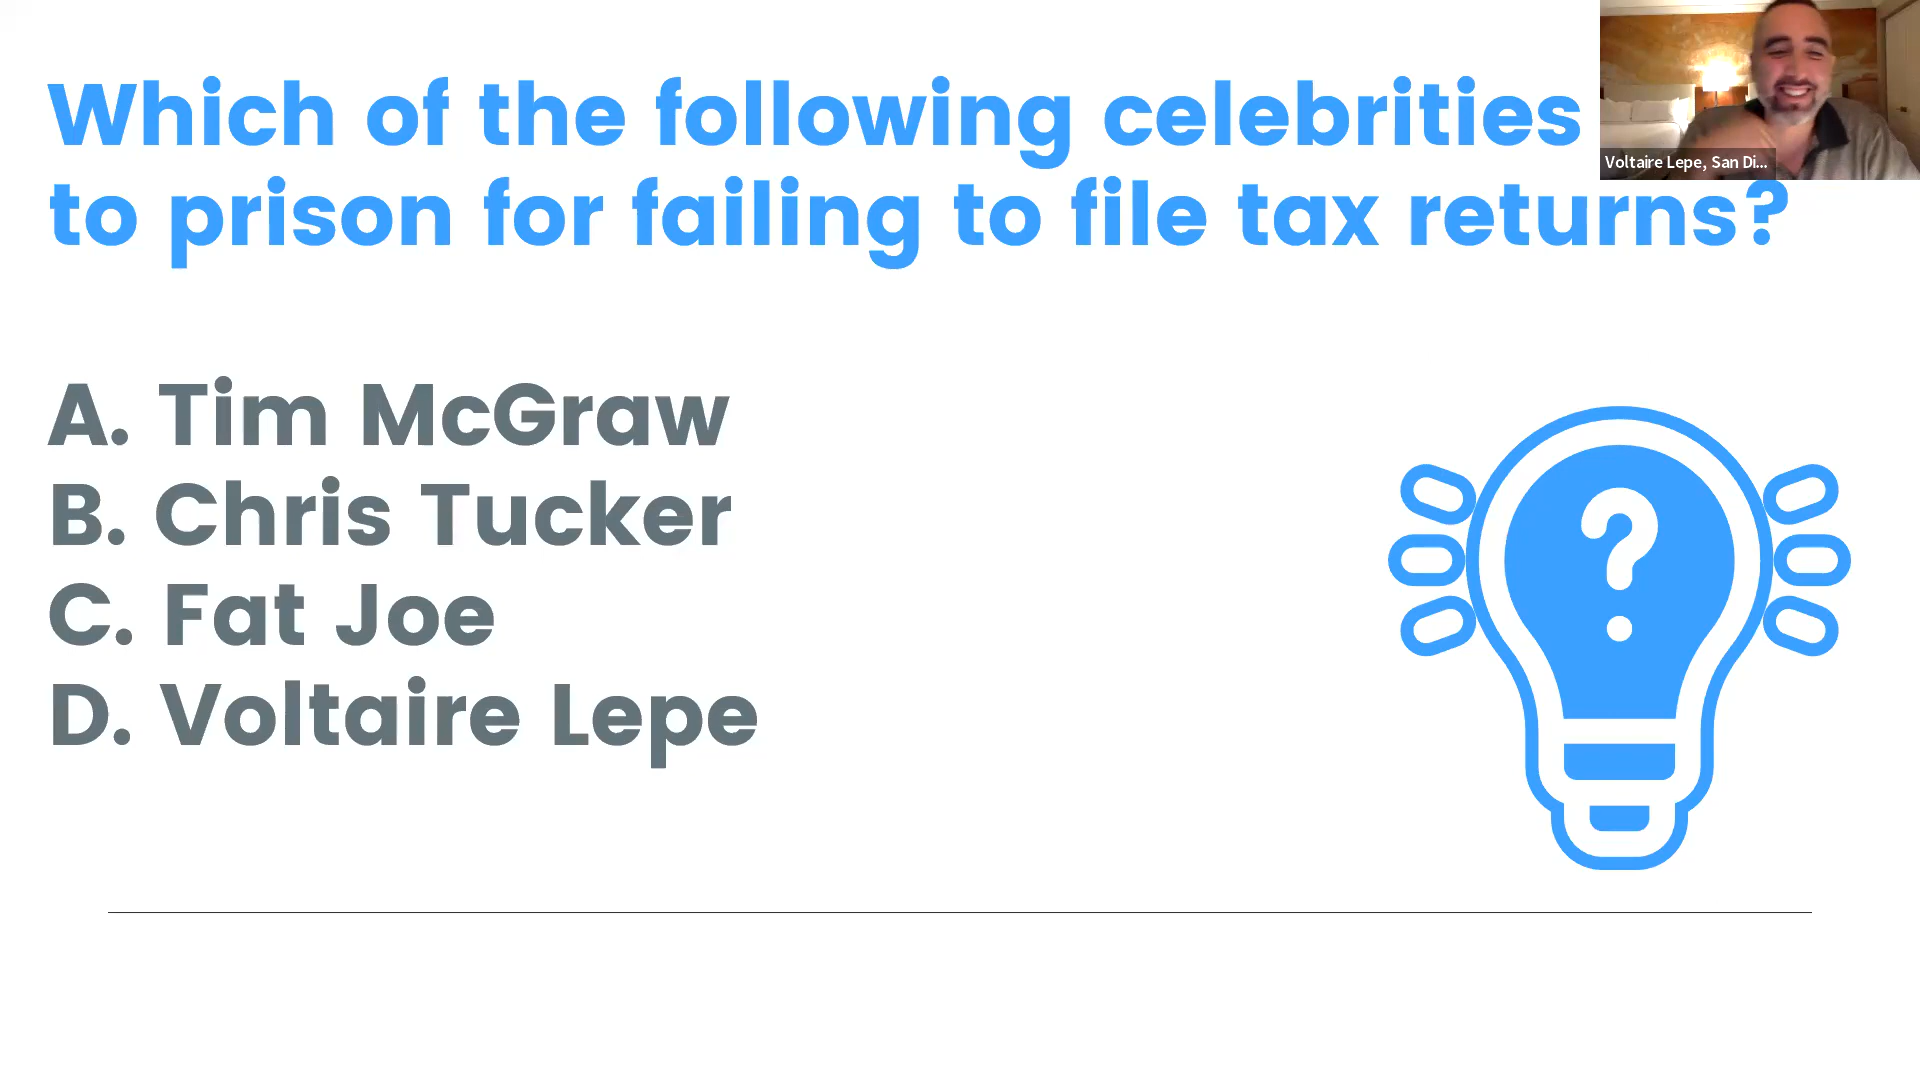 Which of the following celebrities
to prison for failing to file tax returns?
A. Tim McGraw
B. Chris Tucker
C. Fat Joe
D. Voltaire Lepe
Voltaire Lepe, San Di...